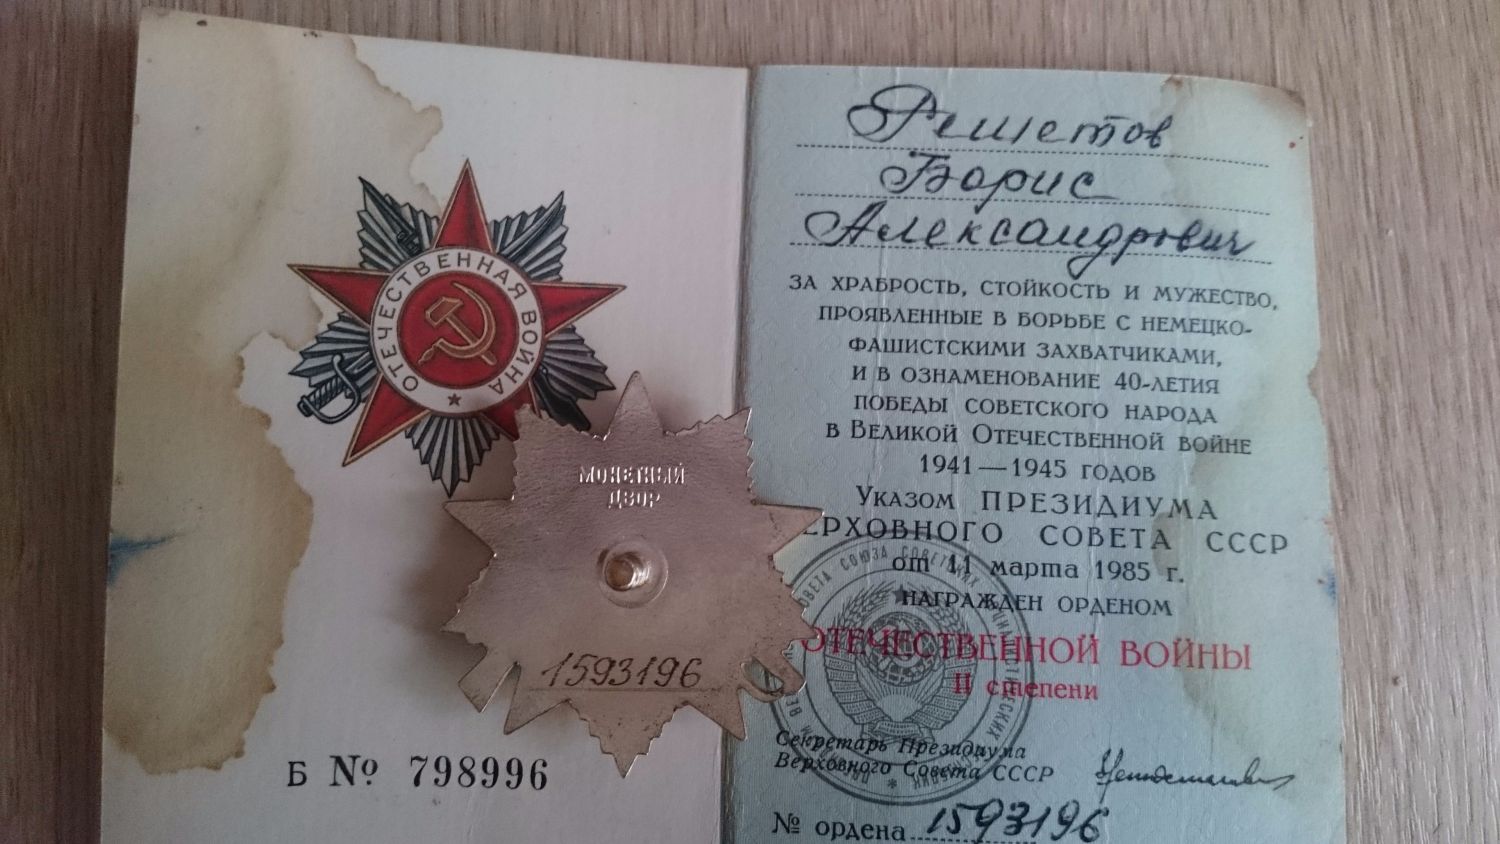 ОТЕЧЕСТВЕННАЯ ВОЙНА
МОНЕТНЫЙ
ДВОР
1593196
Б № 798996
Решетов
Борис
Александрович
ЗА ХРАБРОСТЬ, СТОЙКОСТЬ И МУЖЕСТВО,
ПРОЯВЛЕННЫЕ В БОРЬБЕ С НЕМЕЦКО-
ФАШИСТСКИМИ ЗАХВАТЧИКАМИ,
И В ОЗНАМЕНОВАНИЕ 40-ЛЕТИЯ
ПОБЕДЫ СОВЕТСКОГО НАРОДА
В ВЕЛИКОЙ ОТЕЧЕСТВЕННОЙ ВОЙНЕ
1941—1945 ГОДОВ
УКАЗОМ ПРЕЗИДИУМА
ЕРХОВНОГО СОВЕТА СССР
от 11 марта 1985 г.
НАГРАЖДЕН ОРДЕНОМ
ОТЕЧЕСТВЕННОЙ ВОЙНЫ
II степени
Секретарь Президиума
Верховного Совета СССР
№ ордена 1593196